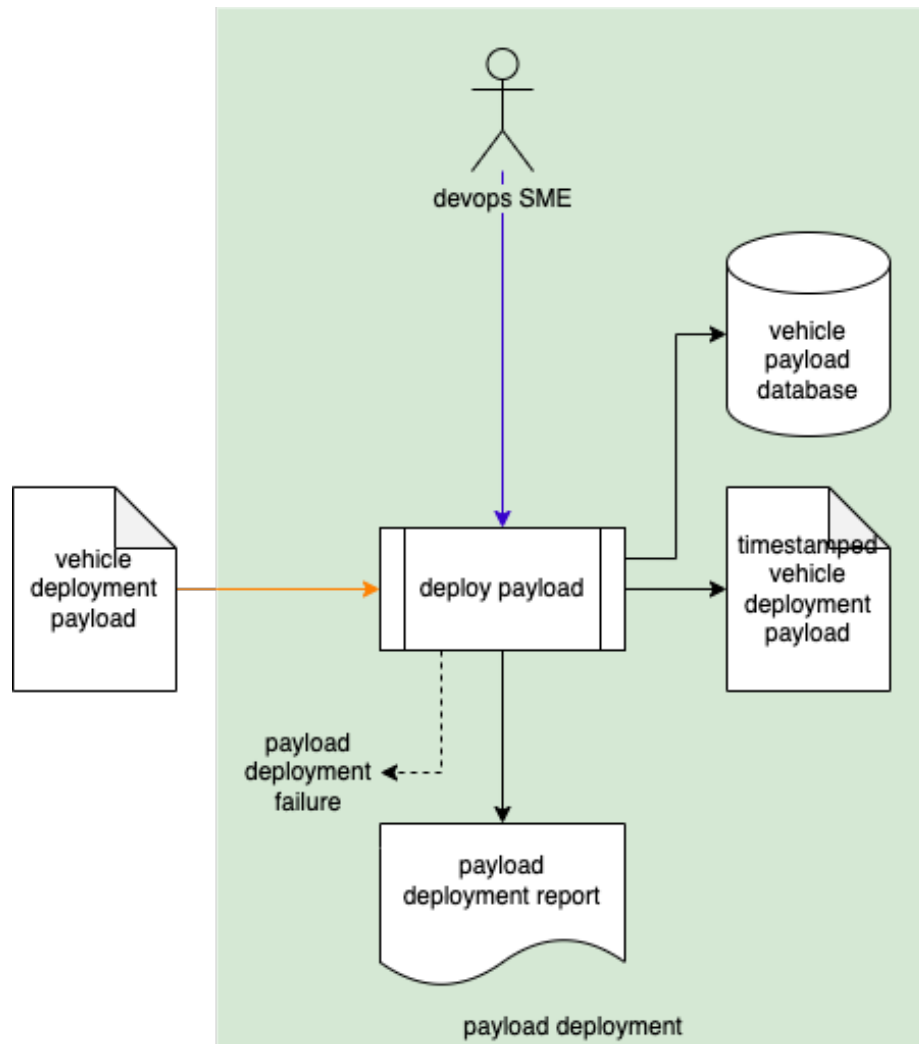 devops SME
vehicle
payload
database
vehicle
deployment
payload
deploy payload
timestamped
vehicle
deployment
payload
payload
deployment
failure
payload
deployment report
payload deployment